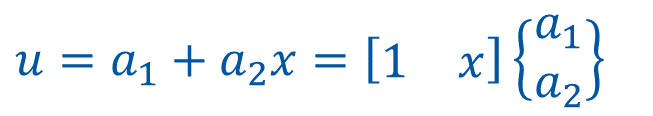 u = a₁ + a₂x = [1 x] {a₁ a₂}